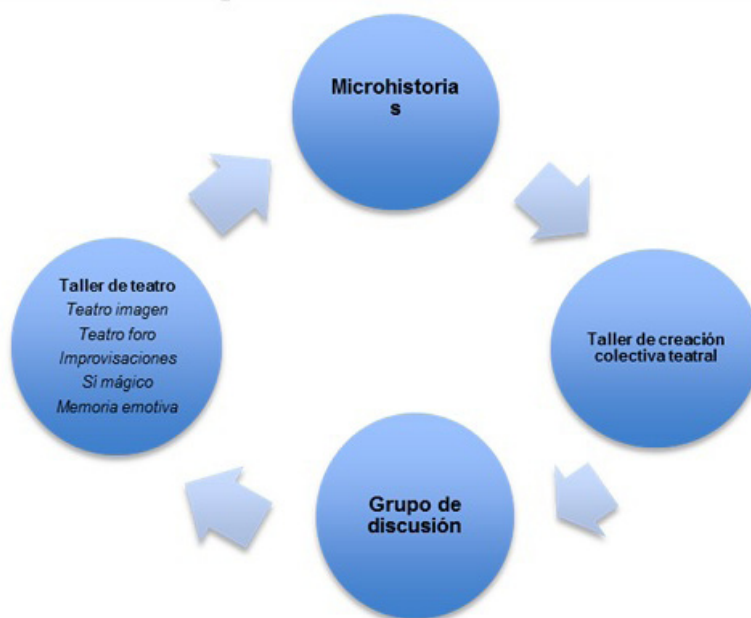 Microhistoria
s
Taller de creación
colectiva teatral
Grupo de
discusión
Taller de teatro
Teatro imagen
Teatro foro
Improvisaciones
Sì mágico
Memoria emotiva